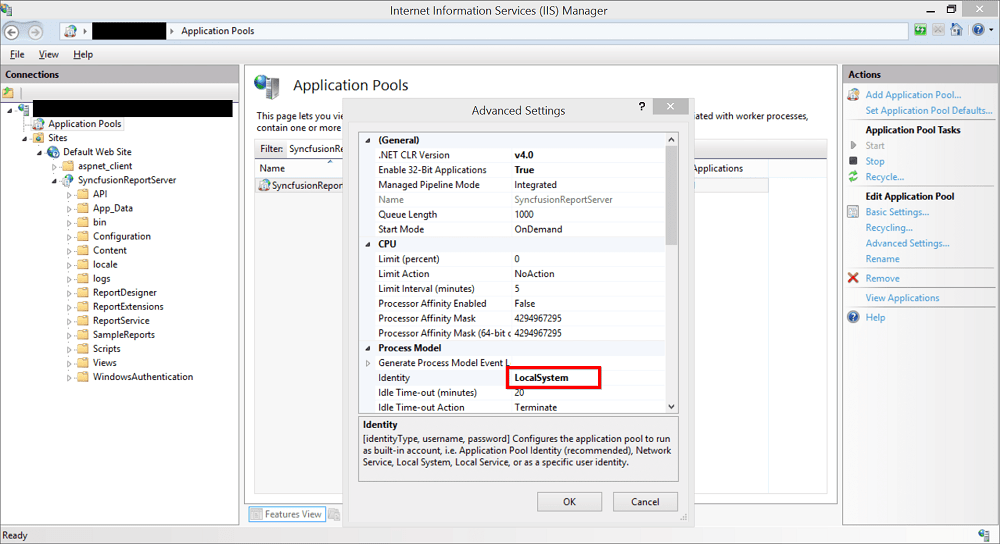 Internet Information Services (IIS) Manager
Application Pools
File View Help
Connections
Application Pools
Sites
Default Web Site
aspnet_client
SyncfusionReportServer
API
App_Data
bin
Configuration
Content
locale
logs
ReportDesigner
ReportExtensions
ReportService
SampleReports
Scripts
Views
WindowsAuthentication
Application Pools
This page lets you vie
ated with worker processes,
contain one or more
Filter: SyncfusionRepor
Name
Applications
SyncfusionRepor
Features View
Advanced Settings
(General)
.NET CLR Version v4.0
Enable 32-Bit Applications True
Managed Pipeline Mode Integrated
Name SyncfusionReportServer
Queue Length 1000
Start Mode OnDemand
CPU
Limit (percent) 0
Limit Action NoAction
Limit Interval (minutes) 5
Processor Affinity Enabled False
Processor Affinity Mask 4294967295
Processor Affinity Mask (64-bit o 4294967295
Process Model
Generate Process Model Event L
Identity LocalSystem
Idle Time-out (minutes) 20
Idle Time-out Action Terminate
Identity
[identityType, username, password] Configures the application pool to run
as built-in account, i.e. Application Pool Identity (recommended), Network
Service, Local System, Local Service, or as a specific user identity.
OK Cancel
Actions
Add Application Pool...
Set Application Pool Defaults...
Application Pool Tasks
Start
Stop
Recycle...
Edit Application Pool
Basic Settings...
Recycling...
Advanced Settings...
Rename
Remove
View Applications
Help
Ready